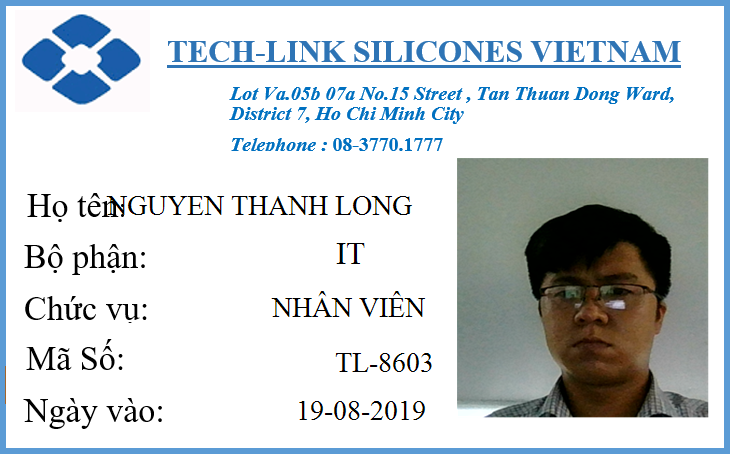 TECH-LINK SILICONES VIETNAM
Lot Va.05b 07a No.15 Street , Tan Thuan Dong Ward,
District 7, Ho Chi Minh City
Telephone : 08-3770.1777
Họ tên: NGUYEN THANH LONG
Bộ phận: IT
Chức vụ: NHÂN VIÊN
Mã Số: TL-8603
Ngày vào: 19-08-2019